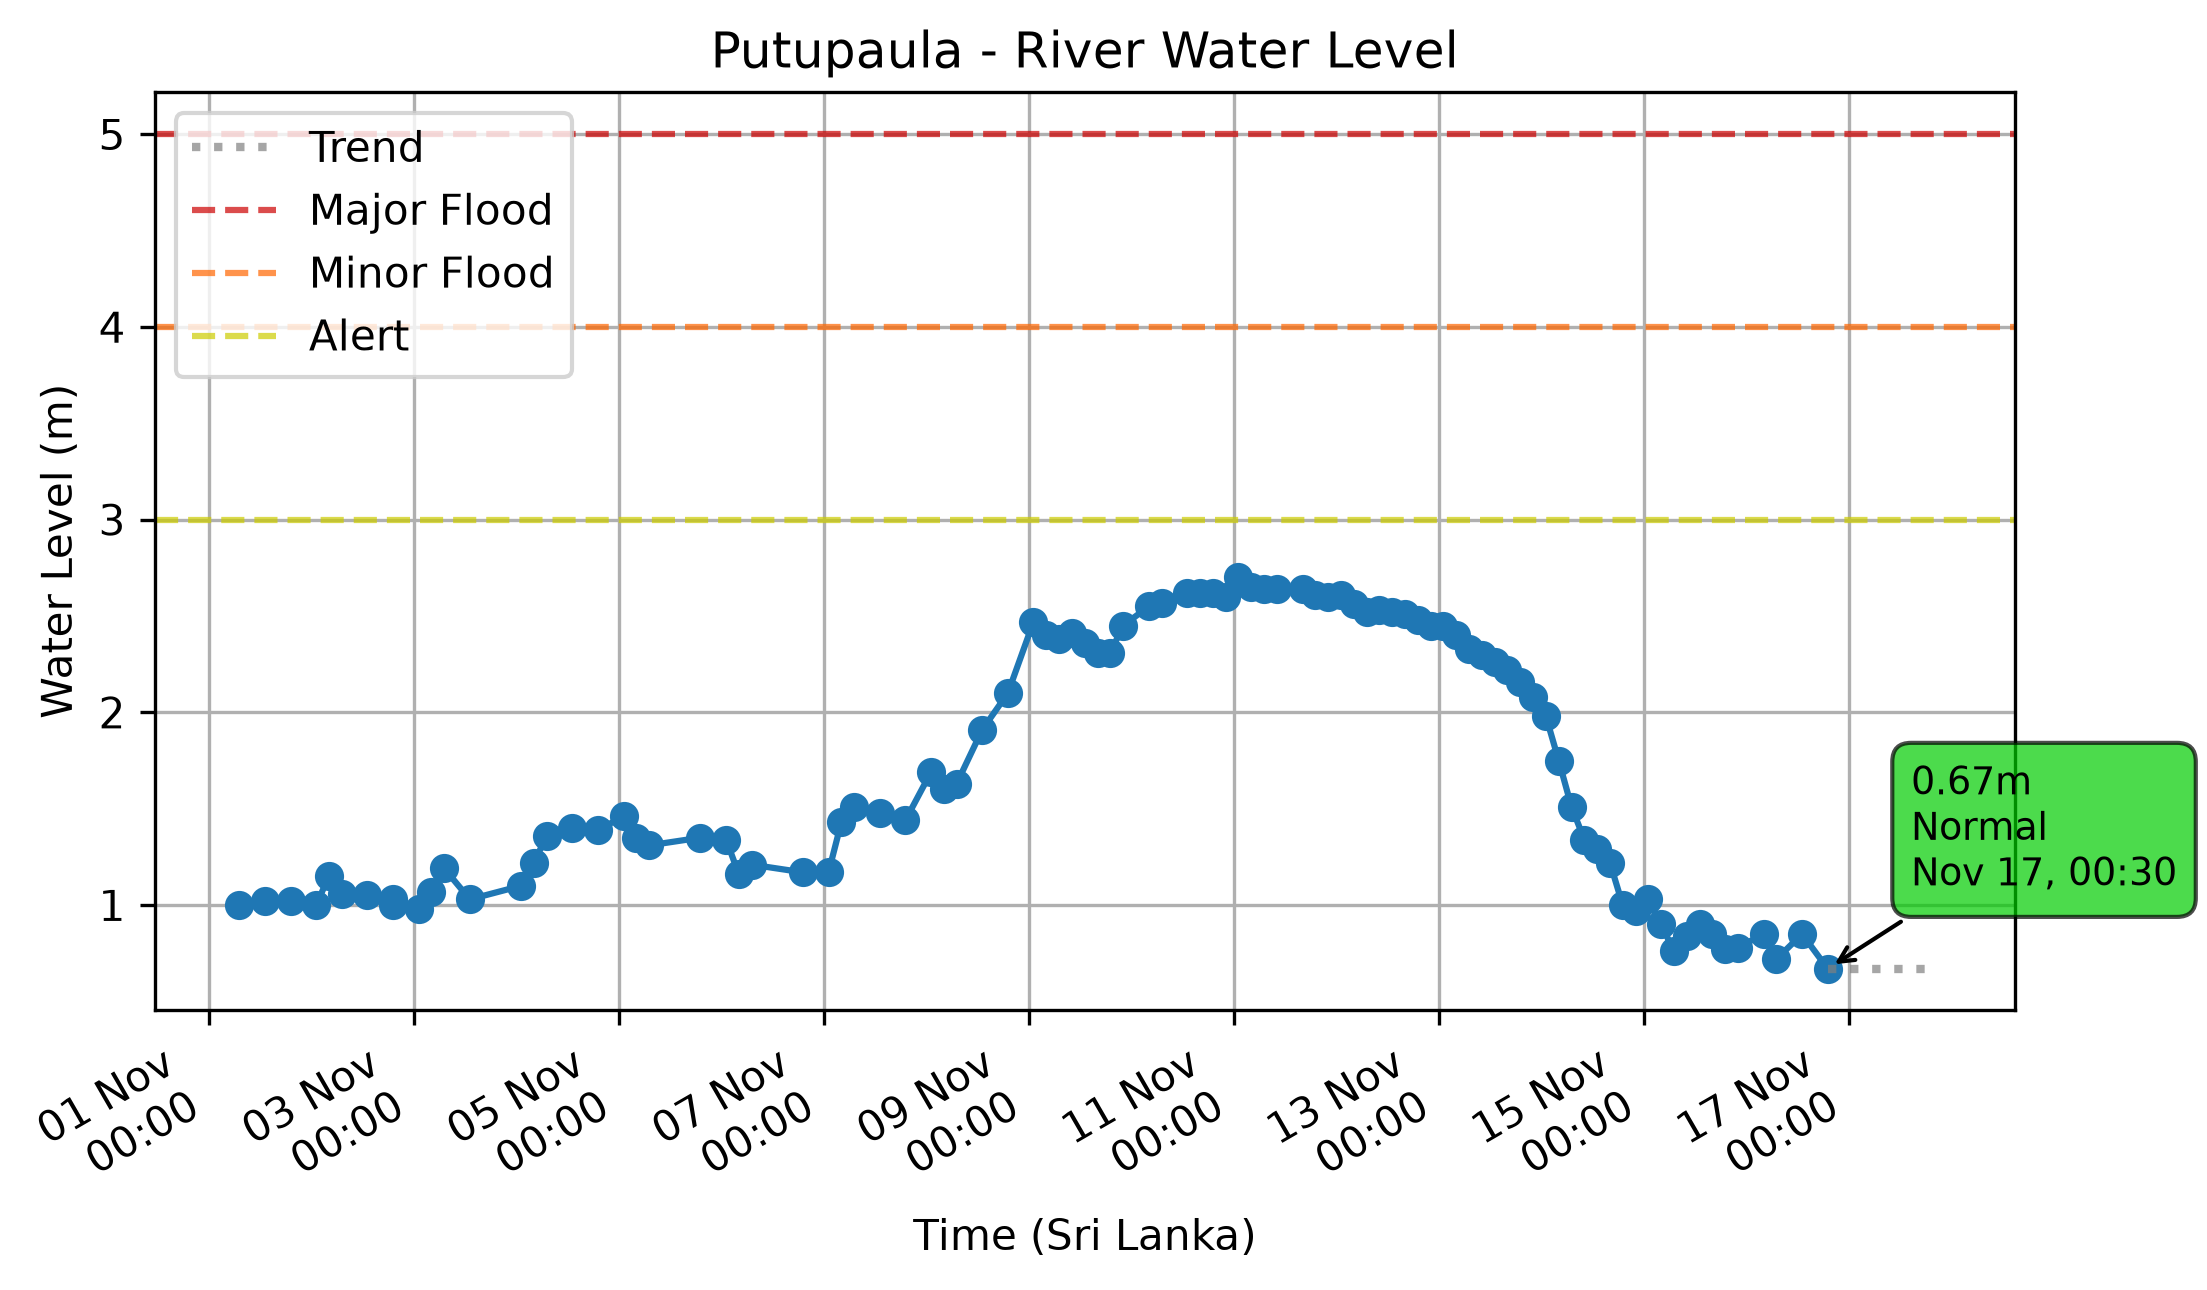 Putupaula - River Water Level
Trend
Major Flood
Minor Flood
Alert
5
4
3
2
1
Water Level (m)
0.67m
Normal
Nov 17, 00:30
01 Nov
00:00
03 Nov
00:00
05 Nov
00:00
07 Nov
00:00
09 Nov
00:00
11 Nov
00:00
13 Nov
00:00
15 Nov
00:00
17 Nov
00:00
Time (Sri Lanka)